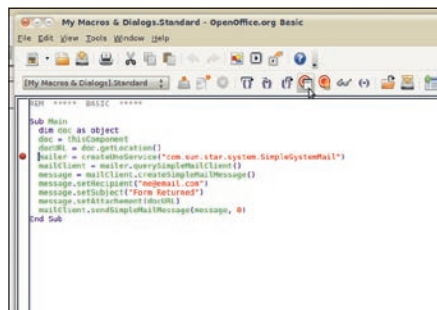 My Macros & Dialogs.Standard - OpenOffice.org Basic
File Edit View Tools Window Help
[My Macros & Dialogs].Standard
REM ***** BASIC *****
Sub Main
dim doc as object
doc = thisComponent
docURL = doc.getLocation()
mailer = createUnoService("com.sun.star.system.SimpleSystemMail")
mailClient = mailer.querySimpleMailClient()
message = mailClient.createSimpleMailMessage()
message.setRecipient("me@email.com")
message.setSubject("Form Returned")
message.setAttachement(docURL)
mailClient.sendSimpleMailMessage(message, 0)
End Sub